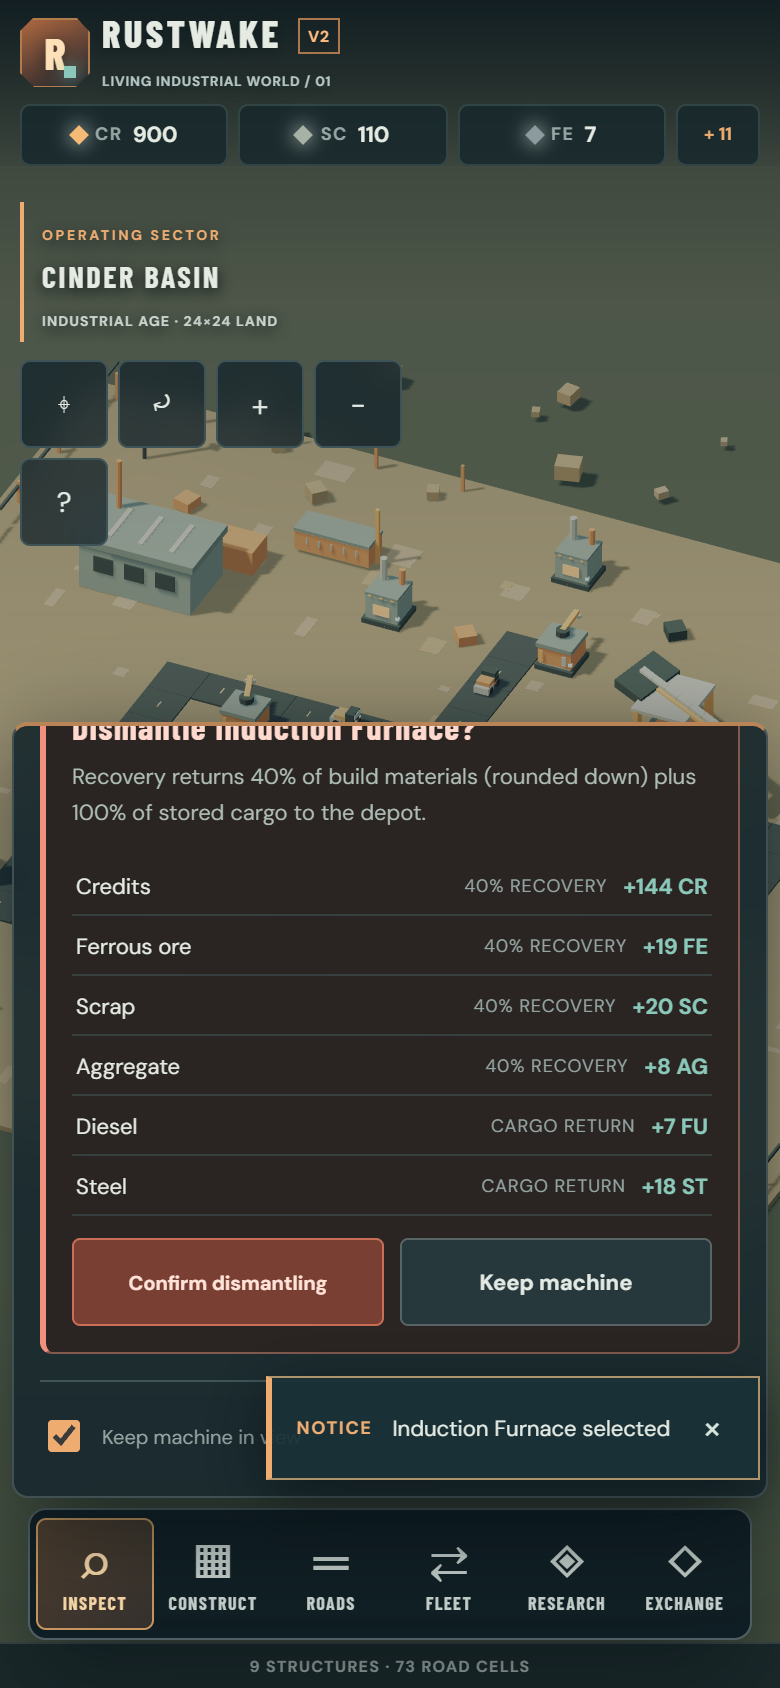 R
RUSTWAKE V2
LIVING INDUSTRIAL WORLD / 01
CR 900
SC 110
FE 7
+ 11
OPERATING SECTOR
CINDER BASIN
INDUSTRIAL AGE · 24×24 LAND
+
-
?
Dismantle Induction Furnace?
Recovery returns 40% of build materials (rounded down) plus
100% of stored cargo to the depot.
Credits 40% RECOVERY +144 CR
Ferrous ore 40% RECOVERY +19 FE
Scrap 40% RECOVERY +20 SC
Aggregate 40% RECOVERY +8 AG
Diesel CARGO RETURN +7 FU
Steel CARGO RETURN +18 ST
Confirm dismantling
Keep machine
Keep machine in view
NOTICE Induction Furnace selected ×
INSPECT
CONSTRUCT
ROADS
FLEET
RESEARCH
EXCHANGE
9 STRUCTURES · 73 ROAD CELLS